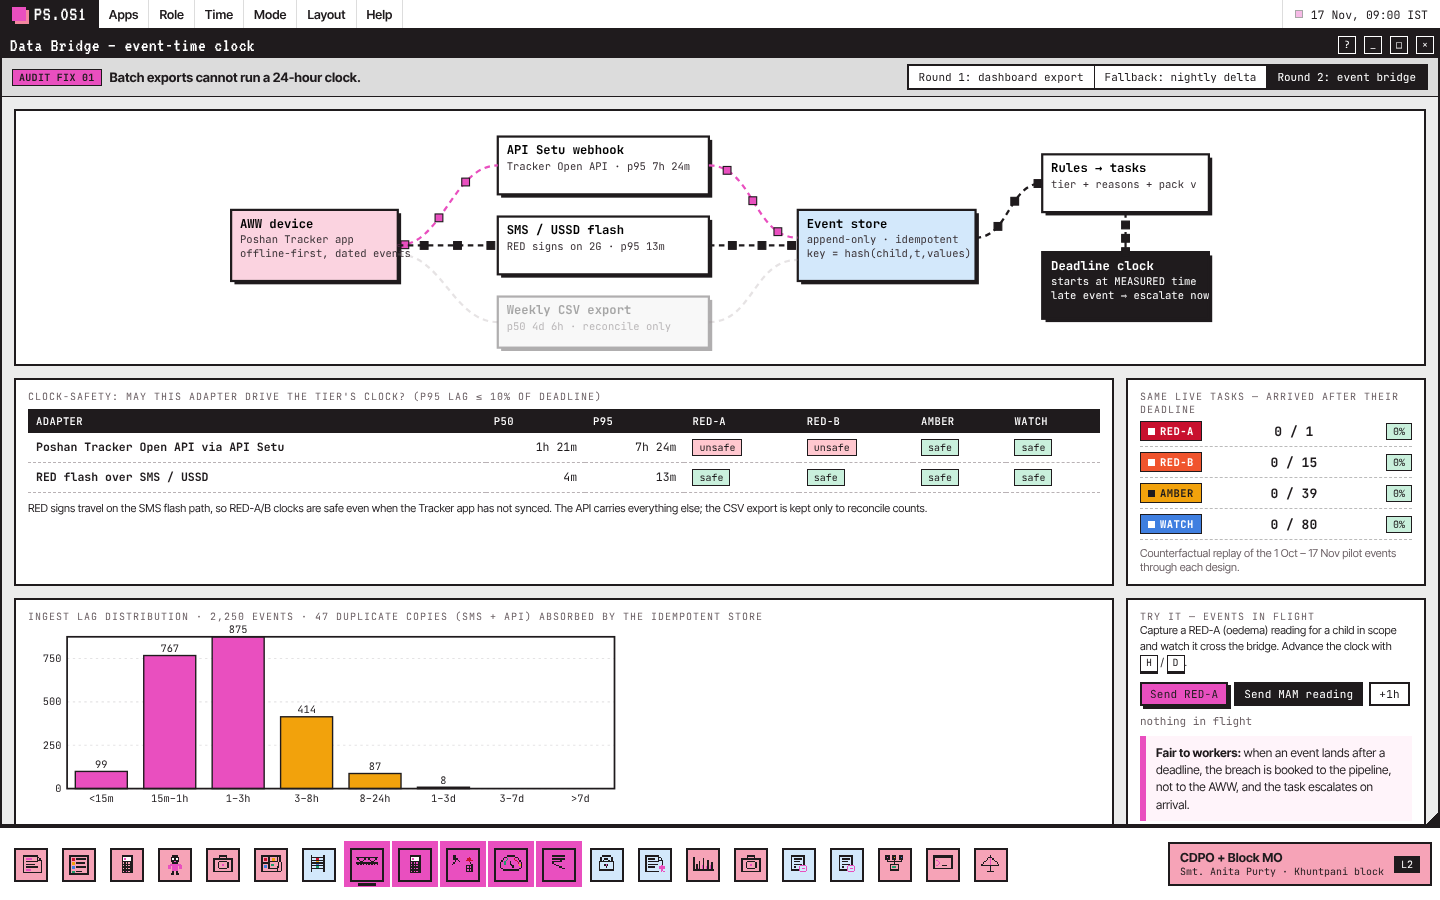 PS.OS1 Apps Role Time Mode Layout Help 17 Nov, 09:00 IST
Data Bridge — event-time clock ? _ □ ×
AUDIT FIX 01 Batch exports cannot run a 24-hour clock. Round 1: dashboard export Fallback: nightly delta Round 2: event bridge
API Setu webhook
Tracker Open API · p95 7h 24m
Rules → tasks
tier + reasons + pack v
AWW device
Poshan Tracker app
offline-first, dated events
SMS / USSD flash
RED signs on 2G · p95 13m
Event store
append-only · idempotent
key = hash(child,t,values)
Deadline clock
starts at MEASURED time
late event → escalate now
Weekly CSV export
p50 4d 6h · reconcile only
CLOCK-SAFETY: MAY THIS ADAPTER DRIVE THE TIER'S CLOCK? (P95 LAG ≤ 10% OF DEADLINE)
ADAPTER P50 P95 RED-A RED-B AMBER WATCH
Poshan Tracker Open API via API Setu 1h 21m 7h 24m unsafe unsafe safe safe
RED flash over SMS / USSD 4m 13m safe safe safe safe
RED signs travel on the SMS flash path, so RED-A/B clocks are safe even when the Tracker app has not synced. The API carries everything else; the CSV export is kept only to reconcile counts.
SAME LIVE TASKS — ARRIVED AFTER THEIR
DEADLINE
RED-A 0 / 1 0%
RED-B 0 / 15 0%
AMBER 0 / 39 0%
WATCH 0 / 80 0%
Counterfactual replay of the 1 Oct – 17 Nov pilot events
through each design.
INGEST LAG DISTRIBUTION · 2,250 EVENTS · 47 DUPLICATE COPIES (SMS + API) ABSORBED BY THE IDEMPOTENT STORE
875
767
750
500
414
250
99
87
8
0
<15m 15m–1h 1–3h 3–8h 8–24h 1–3d 3–7d >7d
TRY IT — EVENTS IN FLIGHT
Capture a RED-A (oedema) reading for a child in scope
and watch it cross the bridge. Advance the clock with
H / D.
Send RED-A Send MAM reading +1h
nothing in flight
Fair to workers: when an event lands after a
deadline, the breach is booked to the pipeline,
not to the AWW, and the task escalates on
arrival.
CDPO + Block MO
Smt. Anita Purty · Khuntpani block L2